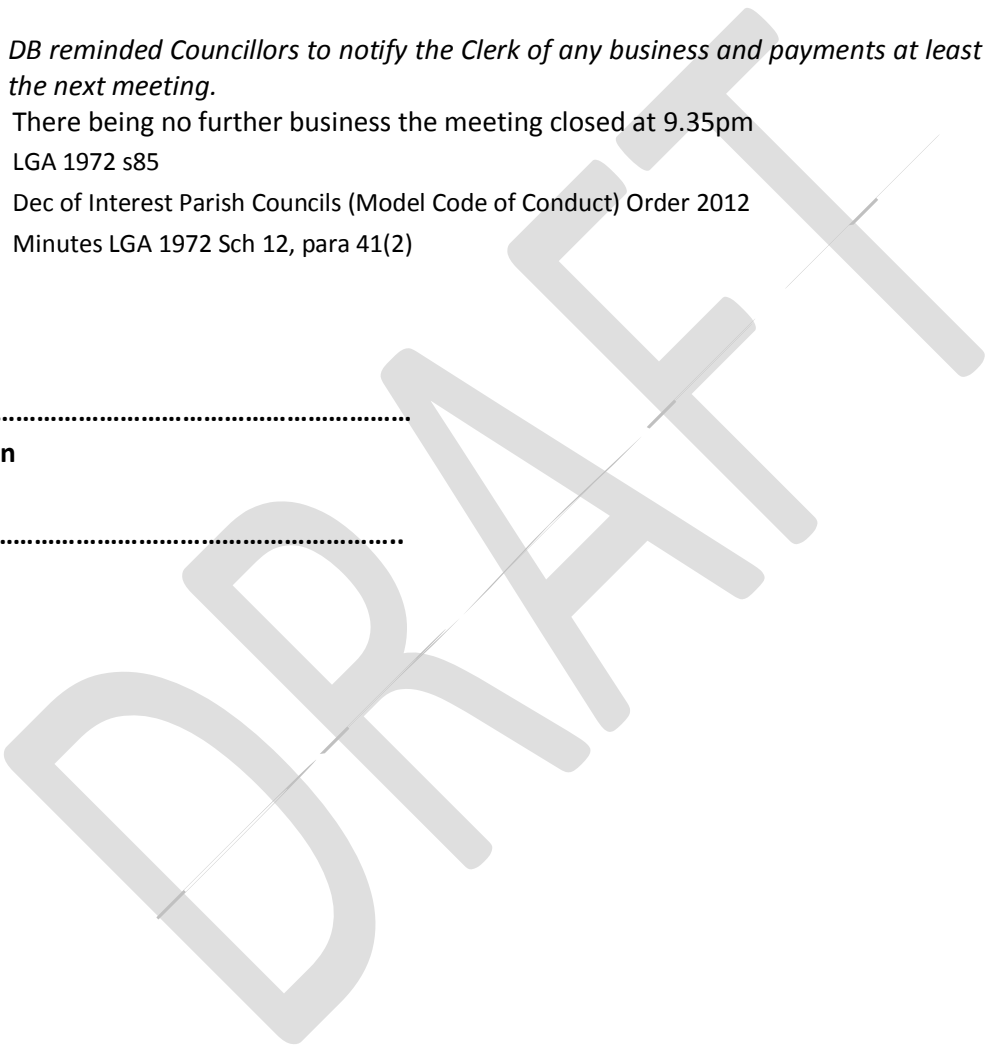 DB reminded Councillors to notify the Clerk of any business and payments at least
the next meeting.
There being no further business the meeting closed at 9.35pm
LGA 1972 s85
Dec of Interest Parish Councils (Model Code of Conduct) Order 2012
Minutes LGA 1972 Sch 12, para 41(2)
……………………………………………………
n
…………………………………………………..
DRAFT